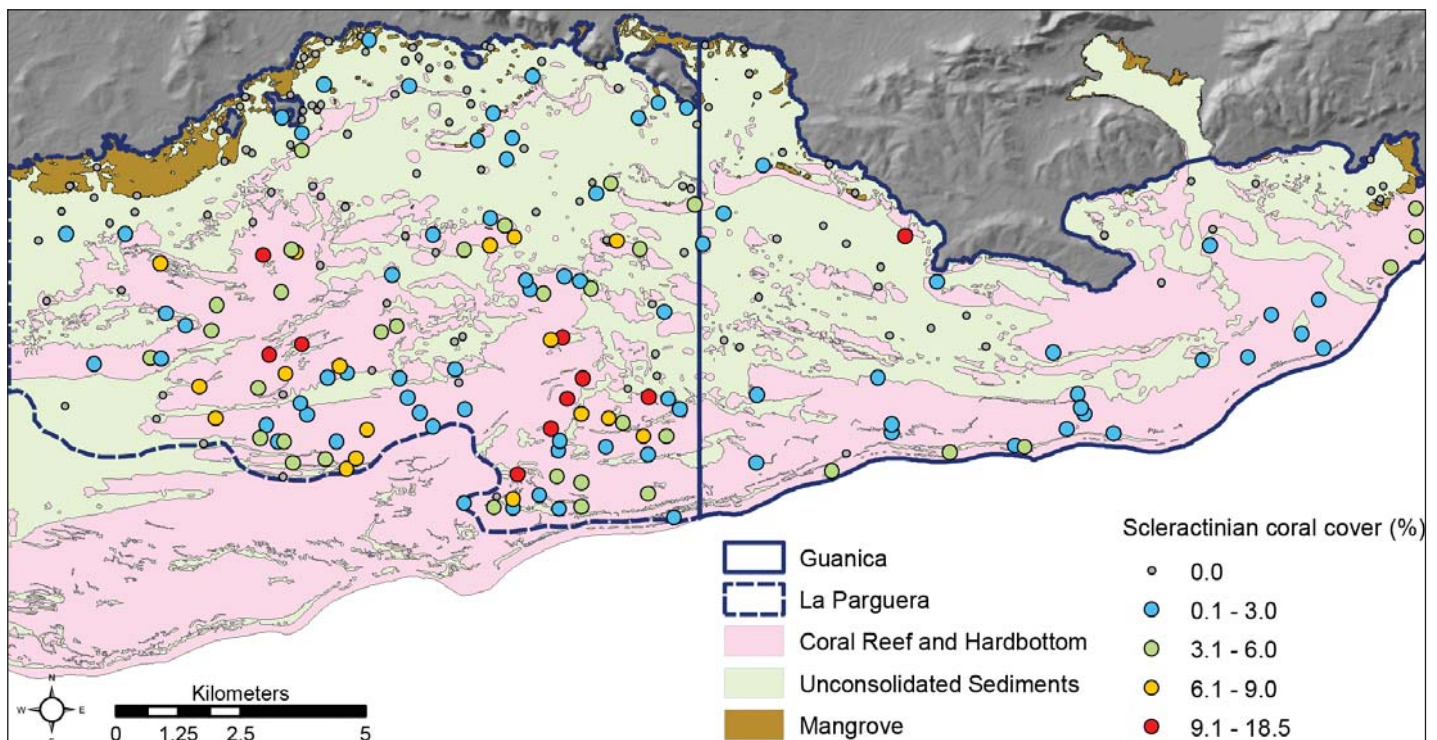 Scleractinian coral cover (%)
Guanica
La Parguera
Coral Reef and Hardbottom
Unconsolidated Sediments
Mangrove
0.0
0.1 - 3.0
3.1 - 6.0
6.1 - 9.0
9.1 - 18.5
N
W E
Kilometers
0 1.25 2.5 5